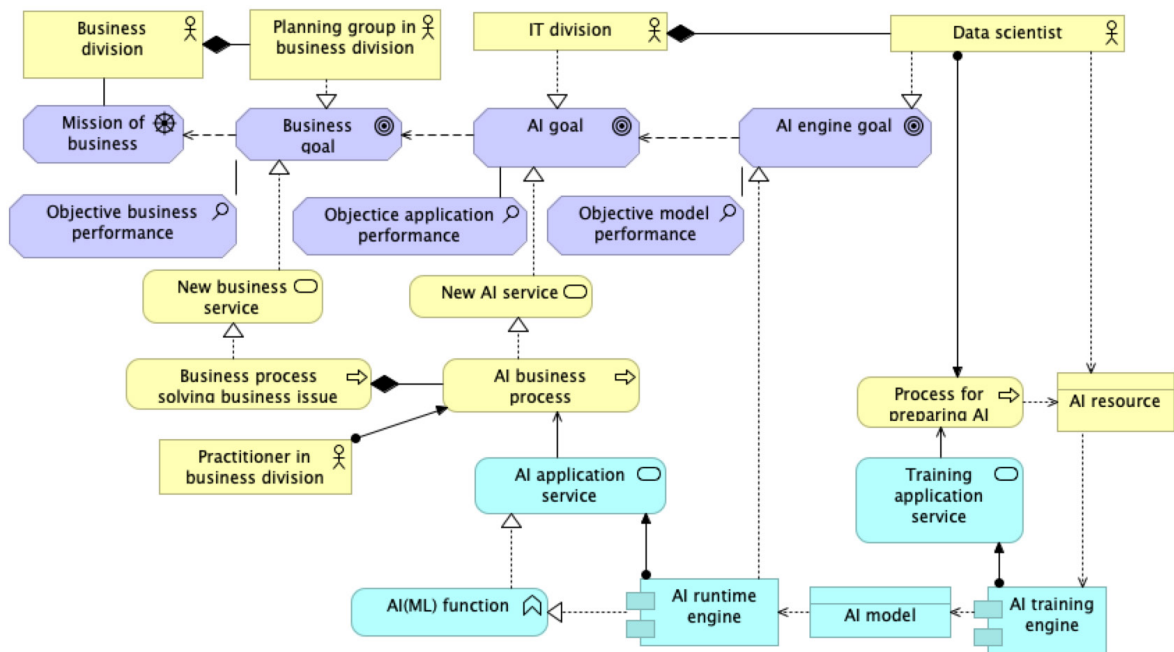 Business
division
Planning group in
business division
IT division
Data scientist
Mission of
business
Business
goal
AI goal
AI engine goal
Objective business
performance
Objectice application
performance
Objective model
performance
New business
service
New AI service
Business process
solving business issue
AI business
process
Process for
preparing AI
AI resource
Practitioner in
business division
AI application
service
Training
application
service
AI(ML) function
AI runtime
engine
AI model
AI training
engine